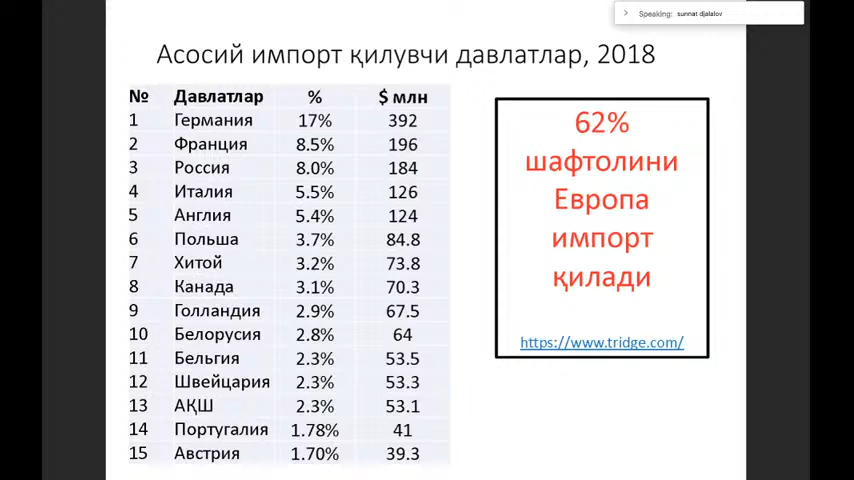 Speaking: sunnat djalalov
Асосий импорт қилувчи давлатлар, 2018
№ Давлатлар % $ млн
1 Германия 17% 392
2 Франция 8.5% 196
3 Россия 8.0% 184
4 Италия 5.5% 126
5 Англия 5.4% 124
6 Польша 3.7% 84.8
7 Хитой 3.2% 73.8
8 Канада 3.1% 70.3
9 Голландия 2.9% 67.5
10 Белорусия 2.8% 64
11 Бельгия 2.3% 53.5
12 Швейцария 2.3% 53.3
13 АҚШ 2.3% 53.1
14 Португалия 1.78% 41
15 Австрия 1.70% 39.3
62%
шафтолини
Европа
импорт
қилади
https://www.tridge.com/